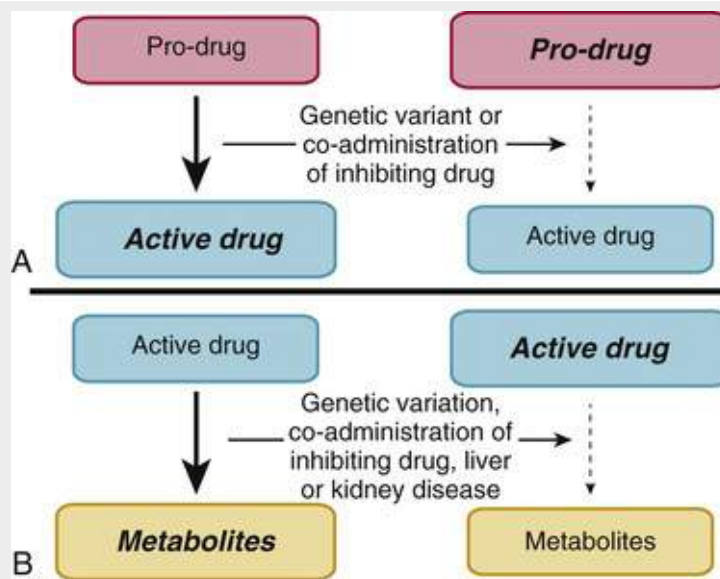 Pro-drug
Pro-drug
Genetic variant or
co-administration
of inhibiting drug
Active drug
Active drug
A
Active drug
Active drug
Genetic variation,
co-administration of
inhibiting drug, liver
or kidney disease
Metabolites
Metabolites
B